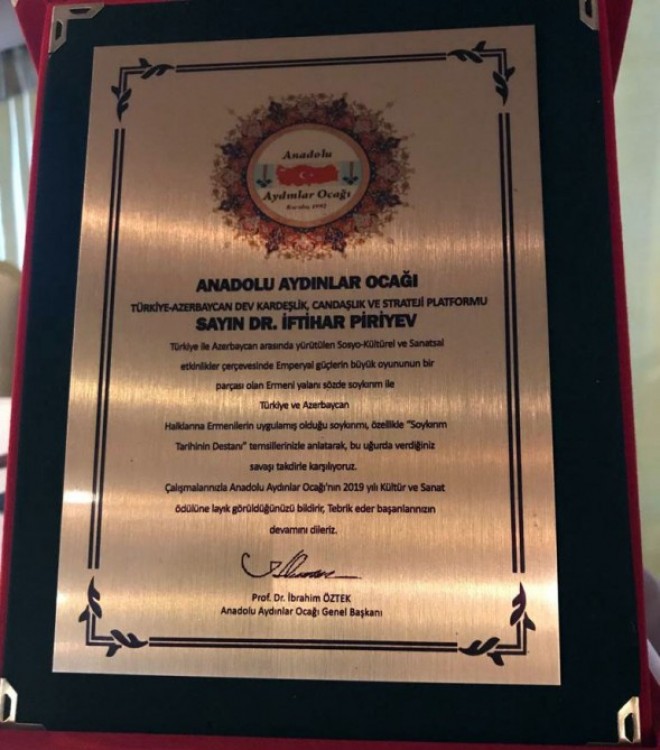 Anadolu
Aydınlar Ocağı
ANADOLU AYDINLAR OCAĞI
TÜRKİYE-AZERBAYCAN DEV KARDEŞLİK, CANDAŞLIK VE STRATEJİ PLATFORMU
SAYIN DR. İFTİHAR PİRİYEV
Türkiye ile Azerbaycan arasında yürütülen Sosyo-Kültürel ve Sanatsal
etkinlikler çerçevesinde Emperyal güçlerin büyük oyununun bir
parçası olan Ermeni yalanı sözde soykırım ile
Türkiye ve Azerbaycan
Halklarına Ermenilerin uygulamış olduğu soykırımı, özellikle "Soykırım
Tarihinin Destanı" temsillerinizle anlatarak, bu uğurda verdiğiniz
savaşı takdirle karşılıyoruz.
Çalışmalarınızla Anadolu Aydınlar Ocağı'nın 2019 yılı Kültür ve Sanat
ödülüne layık görüldüğünüzü bildirir, Tebrik eder başarılarınızın
devamını dileriz.
Prof. Dr. İbrahim ÖZTEK
Anadolu Aydınlar Ocağı Genel Başkanı